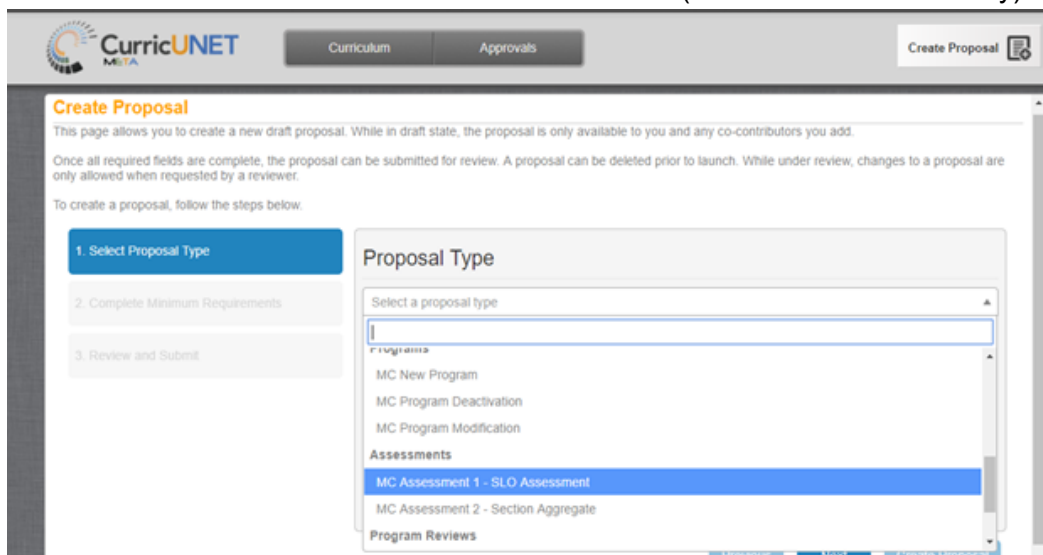 CurricUNET
META
Curriculum
Approvals
Create Proposal
Create Proposal
This page allows you to create a new draft proposal. While in draft state, the proposal is only available to you and any co-contributors you add.
Once all required fields are complete, the proposal can be submitted for review. A proposal can be deleted prior to launch. While under review, changes to a proposal are
only allowed when requested by a reviewer.
To create a proposal, follow the steps below.
1. Select Proposal Type
2. Complete Minimum Requirements
3. Review and Submit
Proposal Type
Select a proposal type
Programs
MC New Program
MC Program Deactivation
MC Program Modification
Assessments
MC Assessment 1 - SLO Assessment
MC Assessment 2 - Section Aggregate
Program Reviews